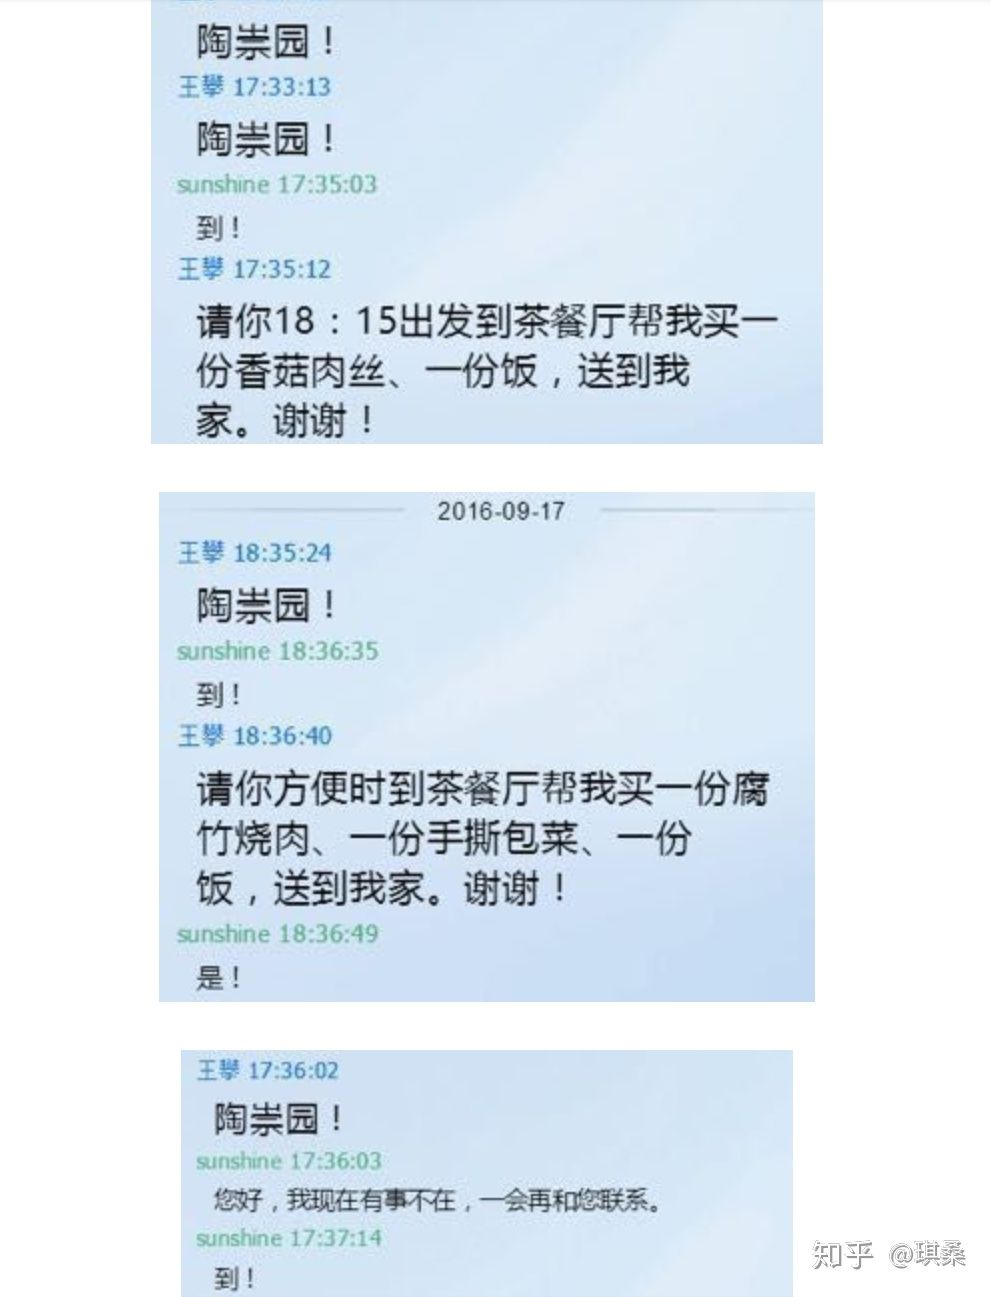 陶崇园！
王攀 17:33:13
陶崇园！
sunshine 17:35:03
到！
王攀 17:35:12
请你18：15出发到茶餐厅帮我买一
份香菇肉丝、一份饭，送到我
家。谢谢！
2016-09-17
王攀 18:35:24
陶崇园！
sunshine 18:36:35
到！
王攀 18:36:40
请你方便时到茶餐厅帮我买一份腐
竹烧肉、一份手撕包菜、一份
饭，送到我家。谢谢！
sunshine 18:36:49
是！
王攀 17:36:02
陶崇园！
sunshine 17:36:03
您好，我现在有事不在，一会再和您联系。
sunshine 17:37:14
到！
知乎 @琪桑